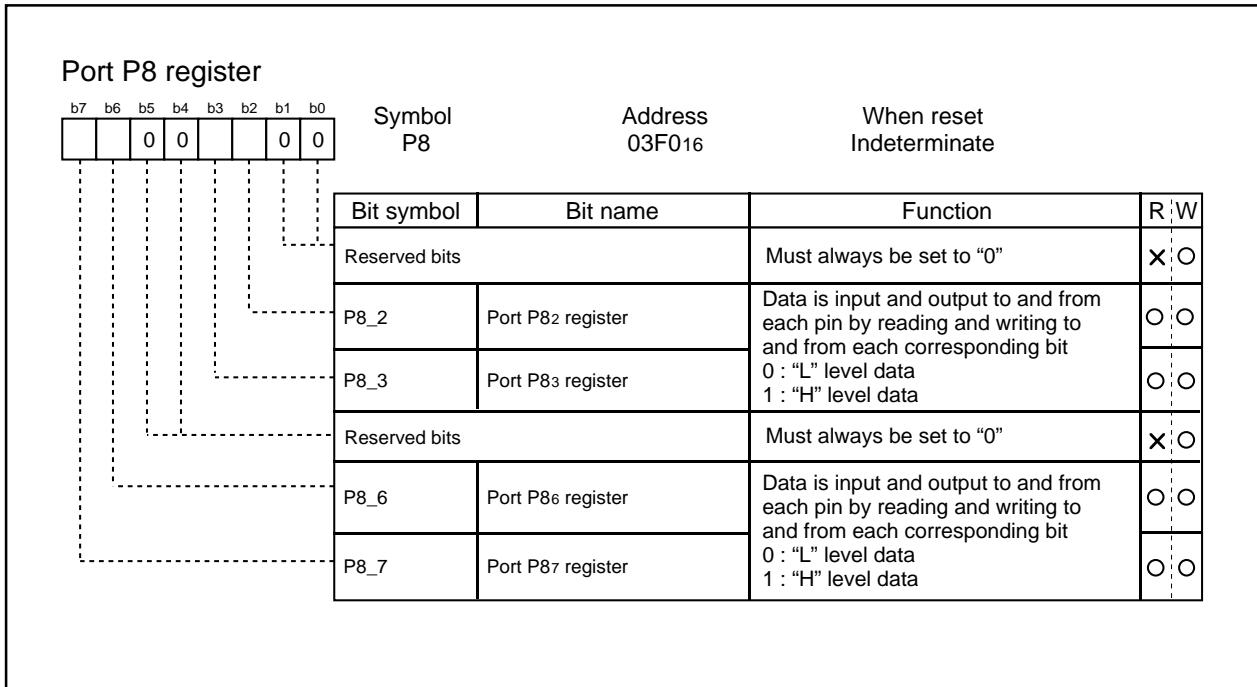 Port P8 register
b7 b6 b5 b4 b3 b2 b1 b0
0 0 0 0
Symbol Address When reset
P8 03F016 Indeterminate
Bit symbol Bit name Function R W
Reserved bits Must always be set to “0” X O
P8_2 Port P82 register Data is input and output to and from
each pin by reading and writing to
and from each corresponding bit
0 : “L” level data
1 : “H” level data O O
P8_3 Port P83 register O O
Reserved bits Must always be set to “0” X O
P8_6 Port P86 register Data is input and output to and from
each pin by reading and writing to
and from each corresponding bit
0 : “L” level data
1 : “H” level data O O
P8_7 Port P87 register O O